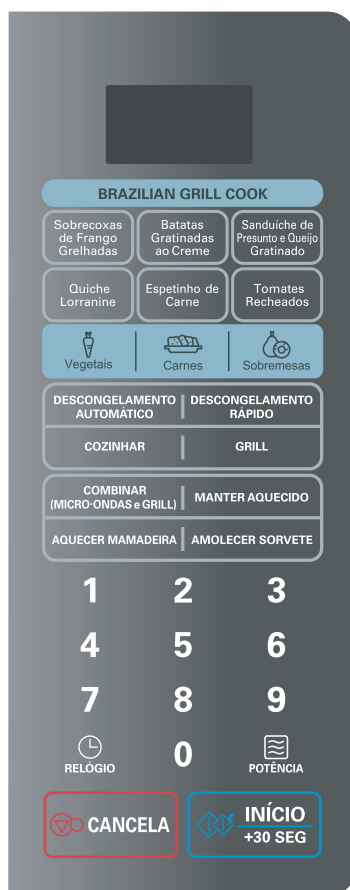 BRAZILIAN GRILL COOK
Sobrecoxas
de Frango
Grelhadas
Batatas
Gratinadas
ao Creme
Sanduíche de
Presunto e Queijo
Gratinado
Quiche
Lorranine
Espetinho de
Carne
Tomates
Recheados
Vegetais
Carnes
Sobremesas
DESCONGELAMENTO
AUTOMÁTICO
DESCONGELAMENTO
RÁPIDO
COZINHAR
GRILL
COMBINAR
(MICRO-ONDAS e GRILL)
MANTER AQUECIDO
AQUECER MAMADEIRA
AMOLECER SORVETE
1 2 3
4 5 6
7 8 9
RELÓGIO
0
POTÊNCIA
CANCELA
INÍCIO
+30 SEG